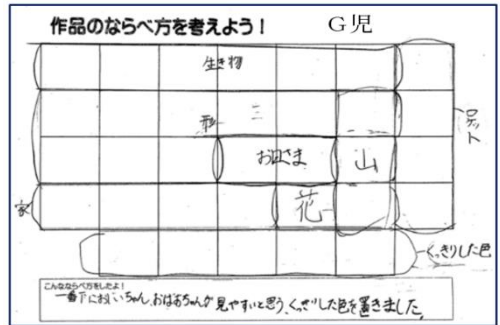 作品のならべ方を考えよう！ G児
生き物
形 三
ロケット
お日さま 山
家
花
くっきりした色
こんなならべ方をしたよ！
一番下におじいちゃん、おばあちゃんが見やすいと思う、くっきりした色を置きました。